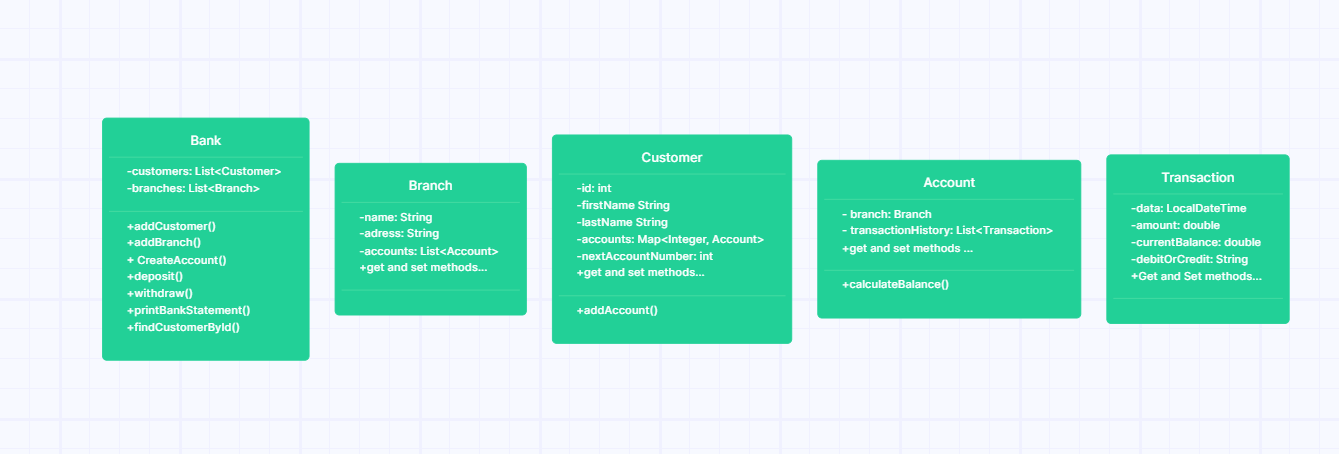 Bank
-customers: List<Customer>
-branches: List<Branch>
+addCustomer()
+addBranch()
+ CreateAccount()
+deposit()
+withdraw()
+printBankStatement()
+findCustomerById()
Branch
-name: String
-adress: String
-accounts: List<Account>
+get and set methods...
Customer
-id: int
-firstName String
-lastName String
-accounts: Map<Integer, Account>
-nextAccountNumber: int
+get and set methods...
+addAccount()
Account
- branch: Branch
- transactionHistory: List<Transaction>
+get and set methods ...
+calculateBalance()
Transaction
-data: LocalDateTime
-amount: double
-currentBalance: double
-debitOrCredit: String
+Get and Set methods...